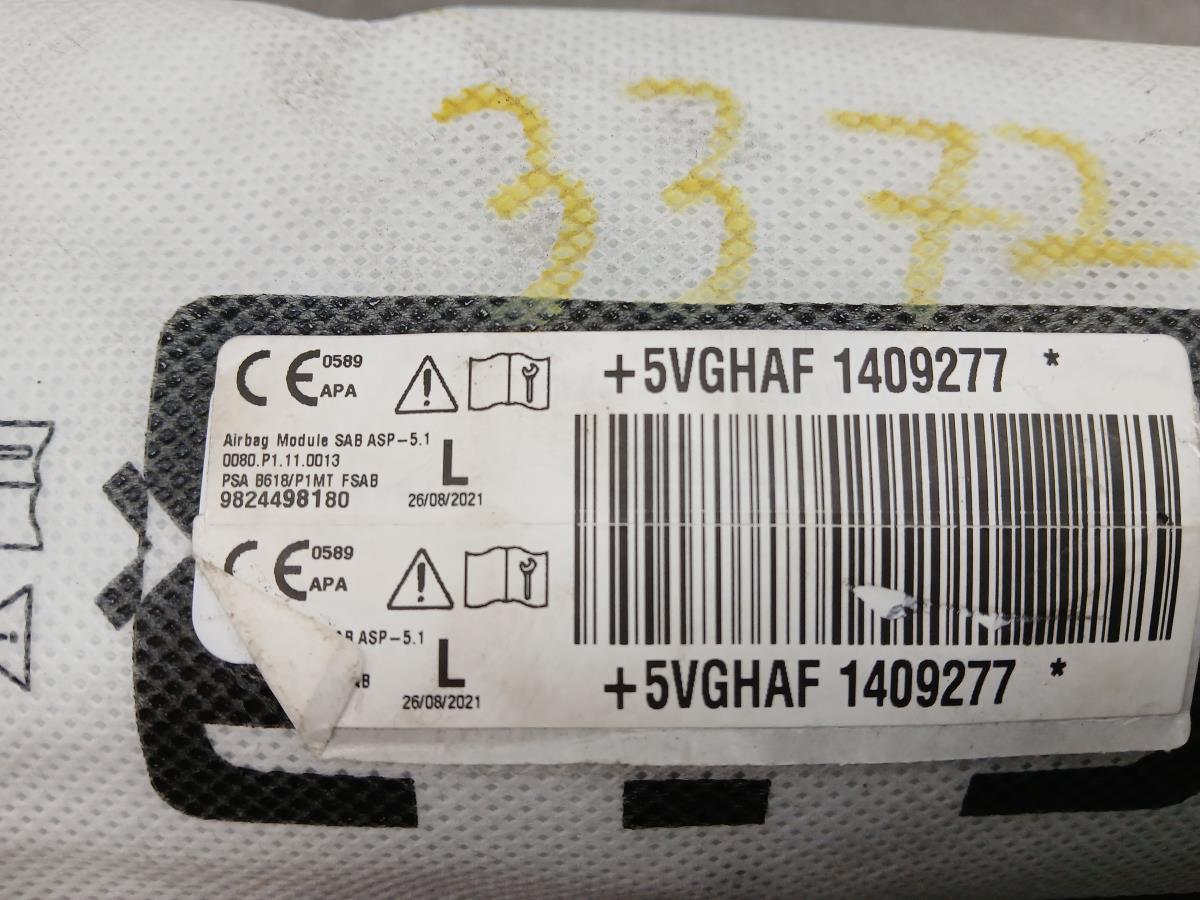 3372
CE 0589
APA
+5VGHAF 1409277 *
Airbag Module SAB ASP-5.1
0080.P1.11.0013
PSA B618/P1MT FSAB
9824498180
L
26/08/2021
CE 0589
APA
AB ASP-5.1
L
26/08/2021
+5VGHAF 1409277 *